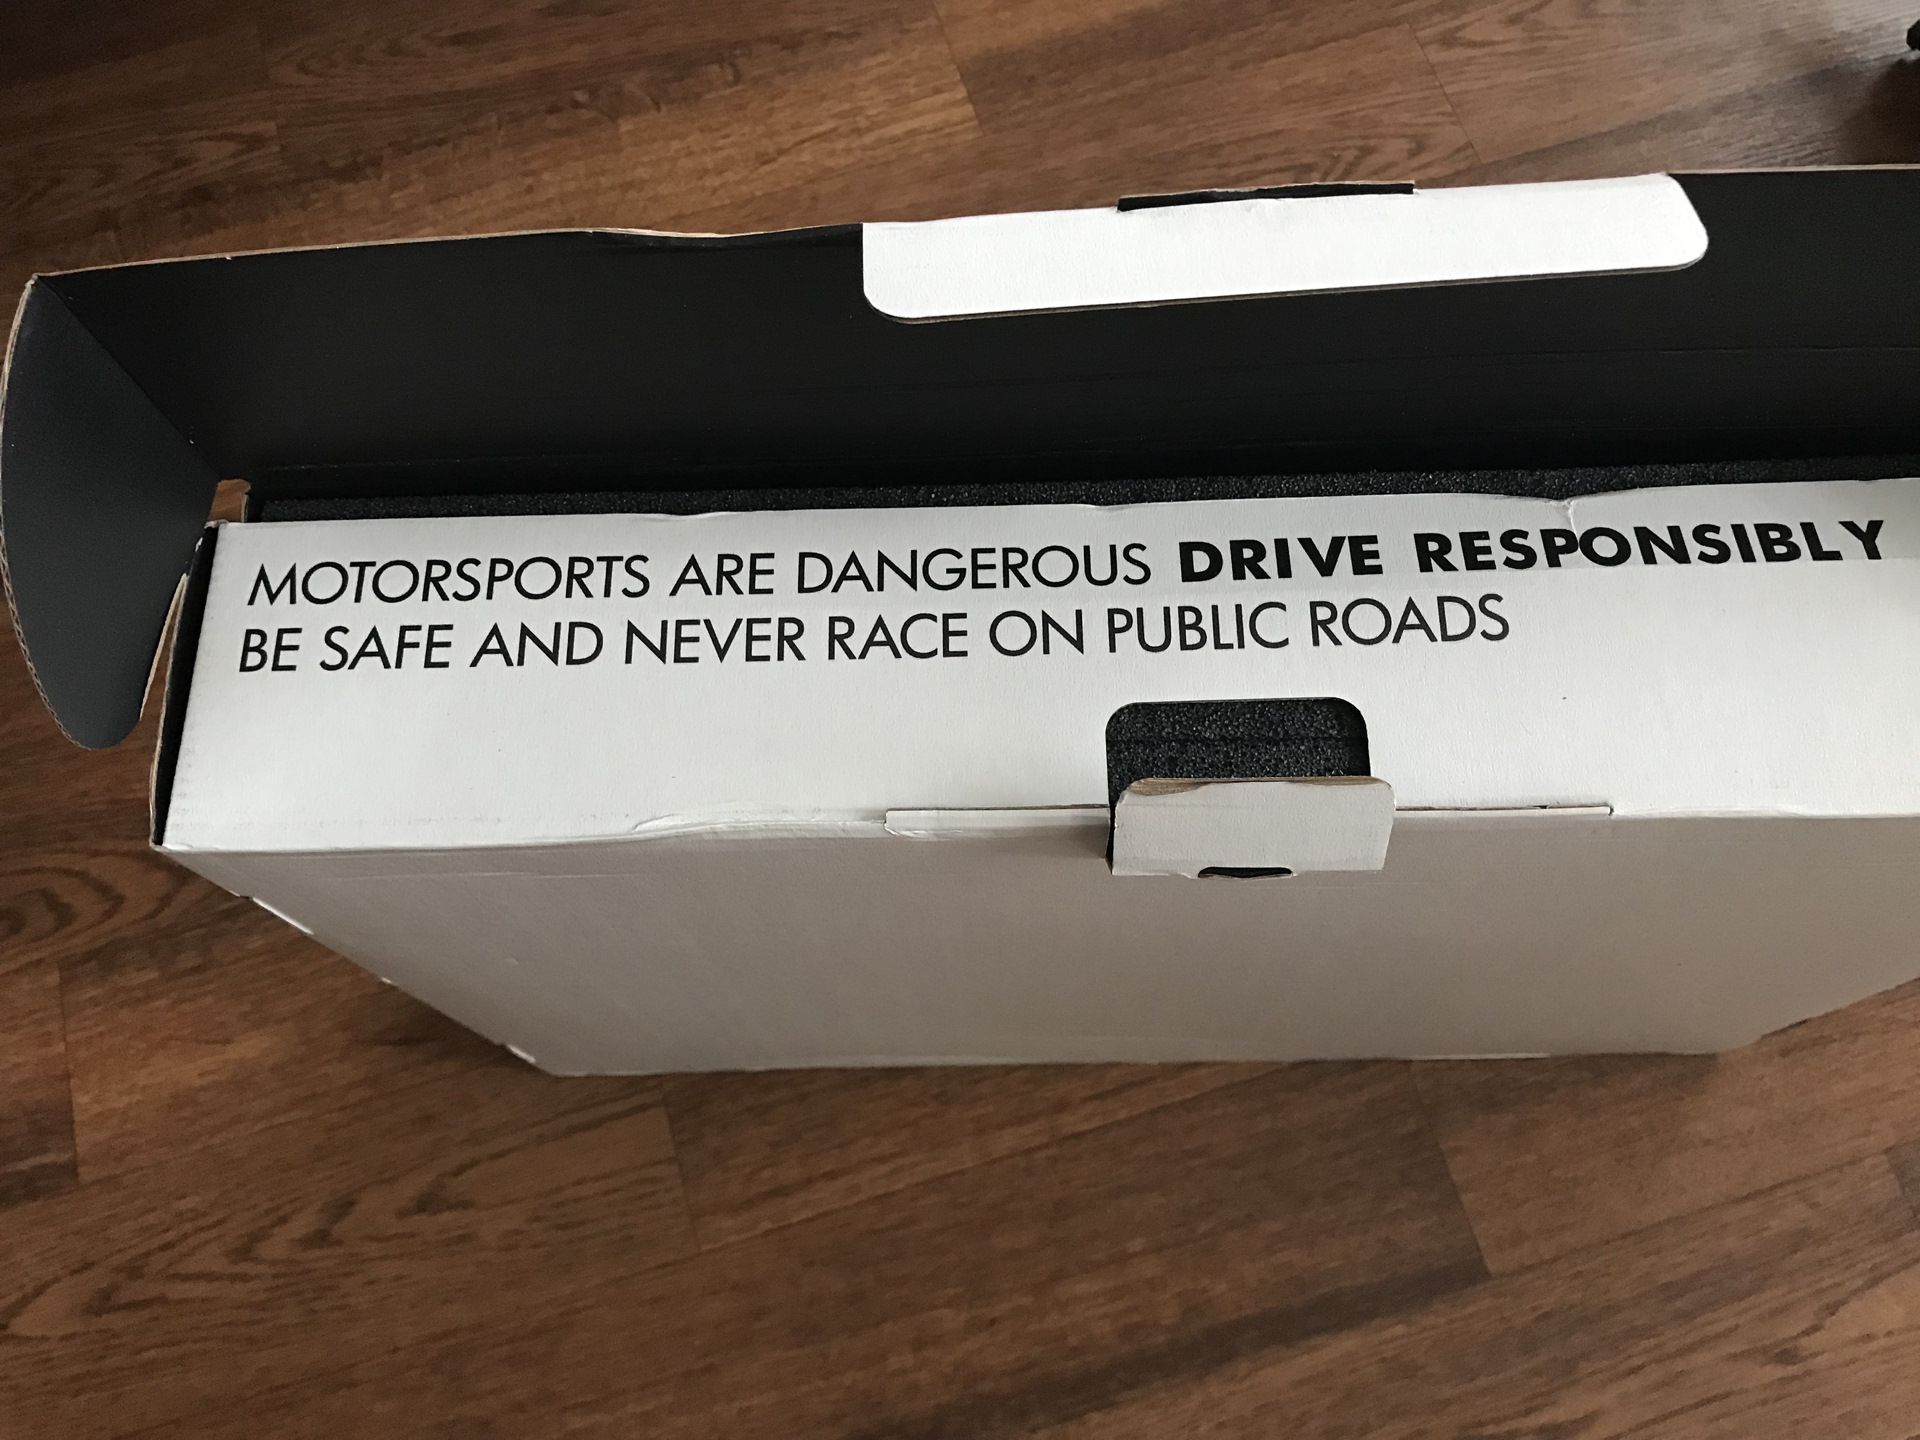 MOTORSPORTS ARE DANGEROUS DRIVE RESPONSIBLY
BE SAFE AND NEVER RACE ON PUBLIC ROADS